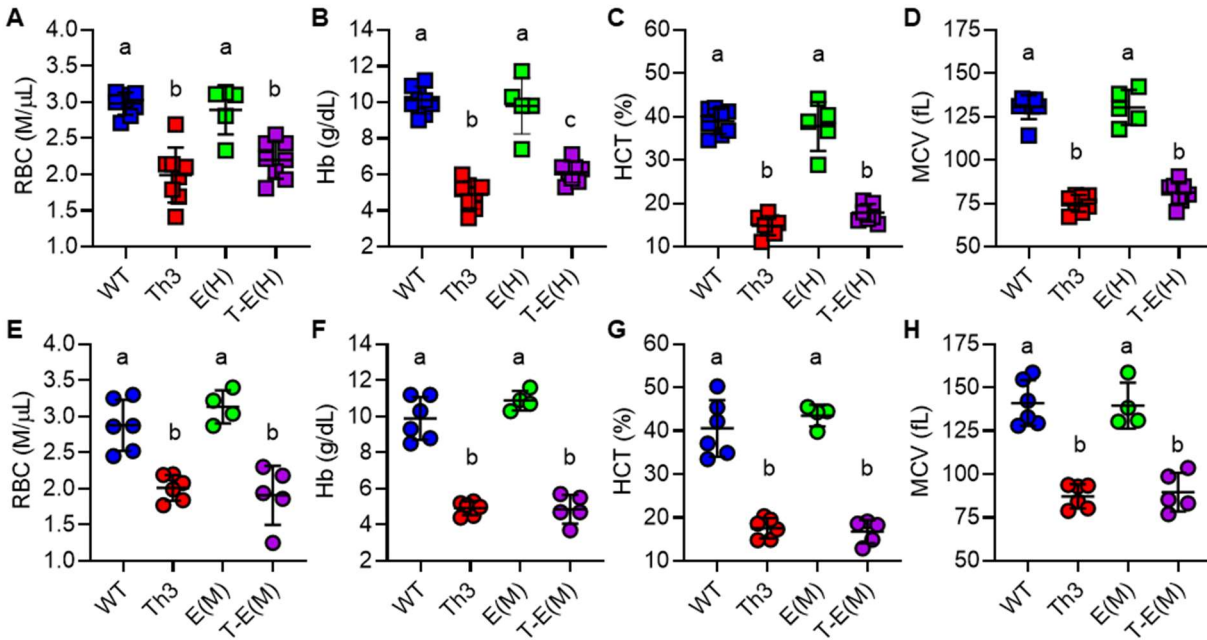 A
RBC (M/μL)
4.0
3.5
3.0
2.5
2.0
1.5
1.0
a
b
a
b
WT
Th3
E(H)
T-E(H)
B
Hb (g/dL)
14
12
10
8
6
4
2
a
b
a
c
WT
Th3
E(H)
T-E(H)
C
HCT (%)
60
50
40
30
20
10
a
b
a
b
WT
Th3
E(H)
T-E(H)
D
MCV (fL)
175
150
125
100
75
50
a
b
a
b
WT
Th3
E(H)
T-E(H)
E
RBC (M/μL)
4.0
3.5
3.0
2.5
2.0
1.5
1.0
a
b
a
b
WT
Th3
E(M)
T-E(M)
F
Hb (g/dL)
14
12
10
8
6
4
2
a
b
a
b
WT
Th3
E(M)
T-E(M)
G
HCT (%)
60
50
40
30
20
10
a
b
a
b
WT
Th3
E(M)
T-E(M)
H
MCV (fL)
175
150
125
100
75
50
a
b
a
b
WT
Th3
E(M)
T-E(M)